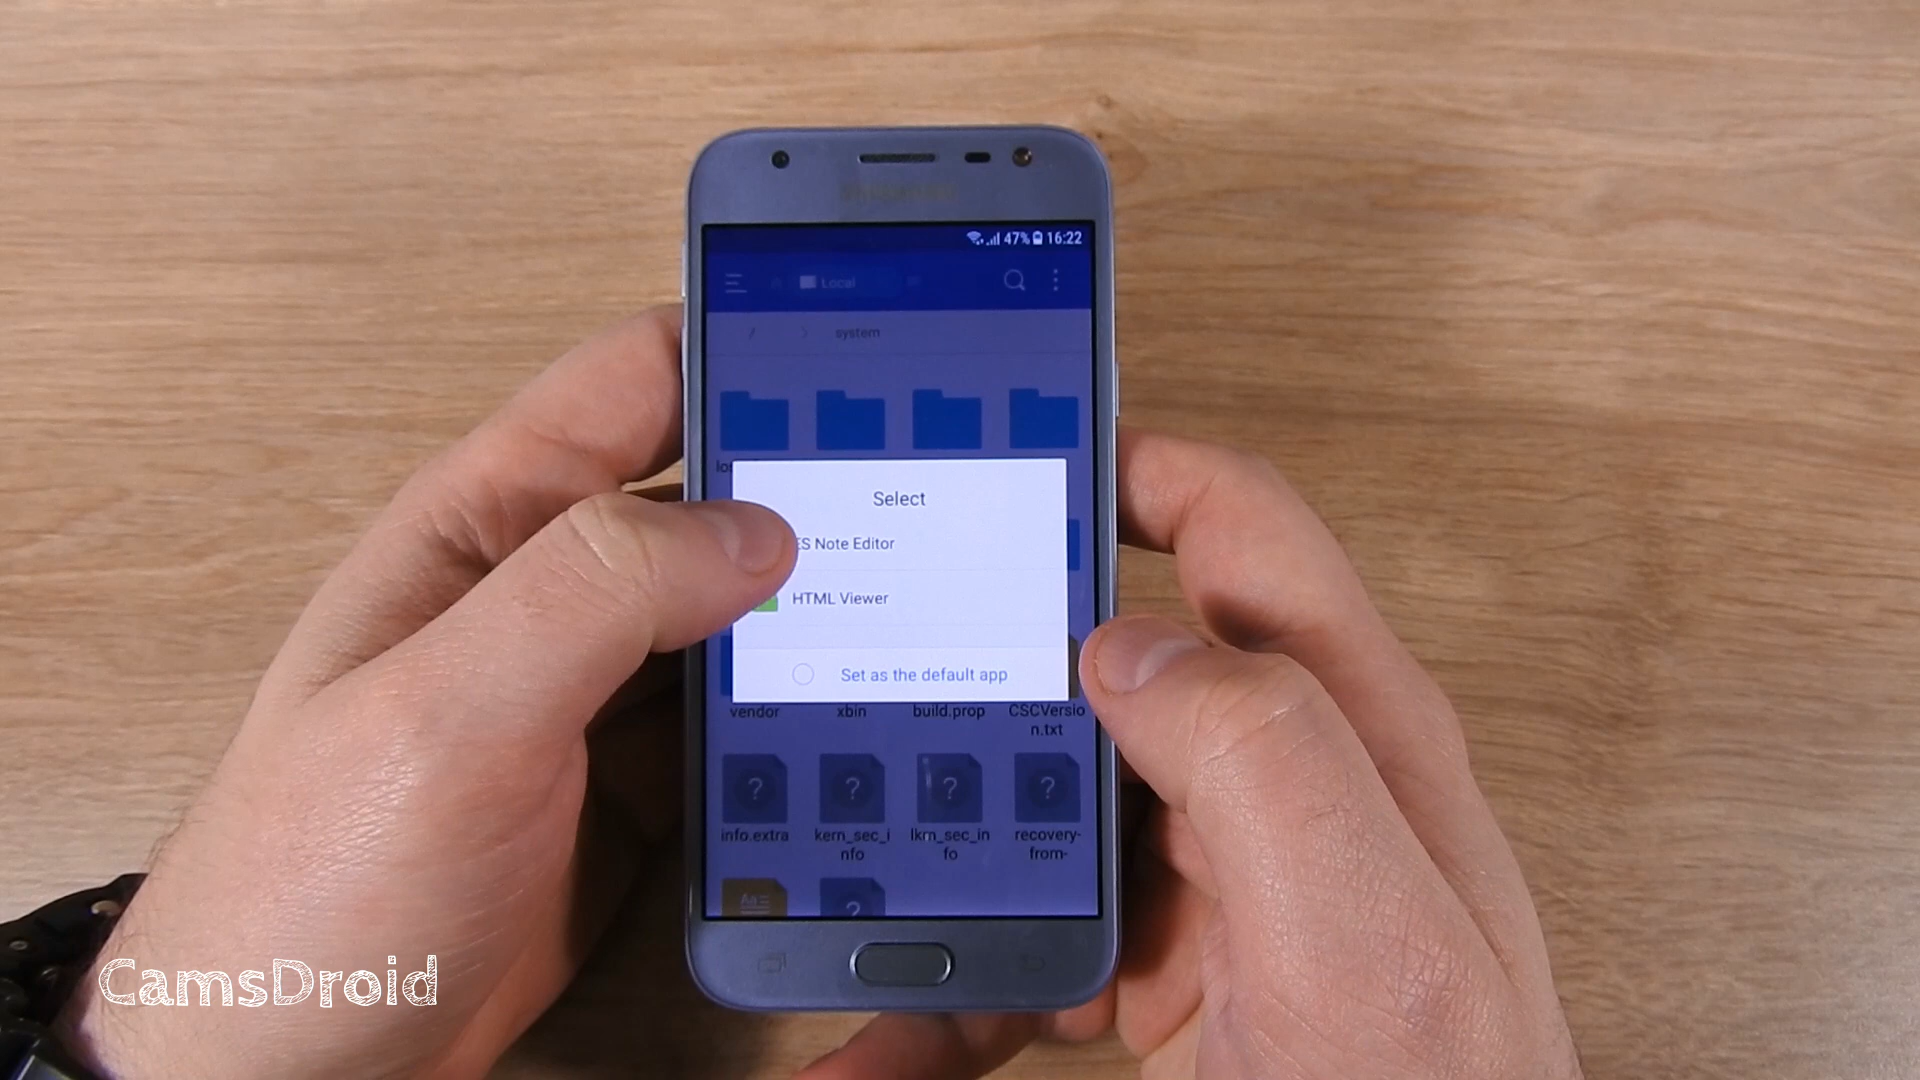 47% 16:22
Local
/ > system
Select
ES Note Editor
HTML Viewer
Set as the default app
vendor xbin build.prop CSCVersio
n.txt
info.extra kern_sec_i lkm_sec_in recovery-
nfo fo from-
CamsDroid